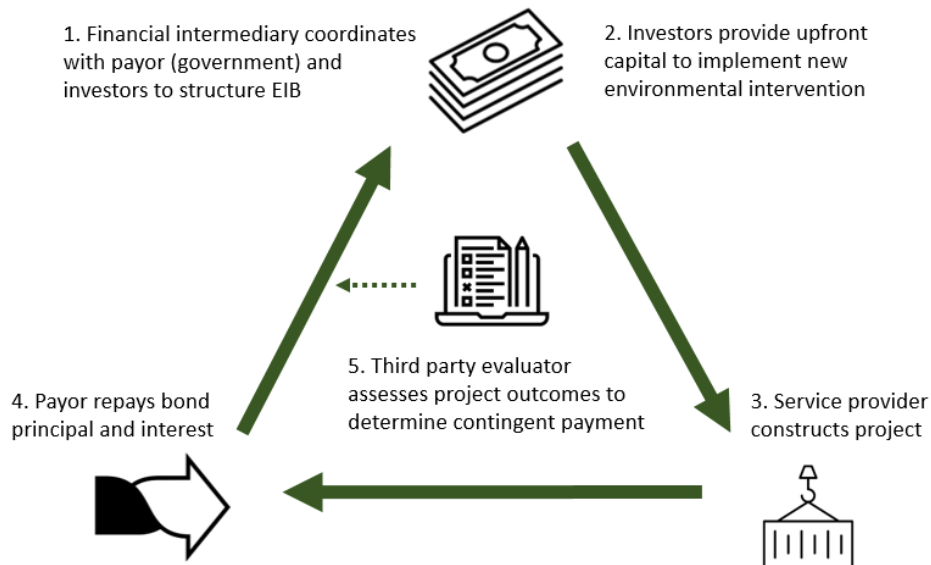 1. Financial intermediary coordinates
with payor (government) and
investors to structure EIB
2. Investors provide upfront
capital to implement new
environmental intervention
5. Third party evaluator
assesses project outcomes to
determine contingent payment
4. Payor repays bond
principal and interest
3. Service provider
constructs project